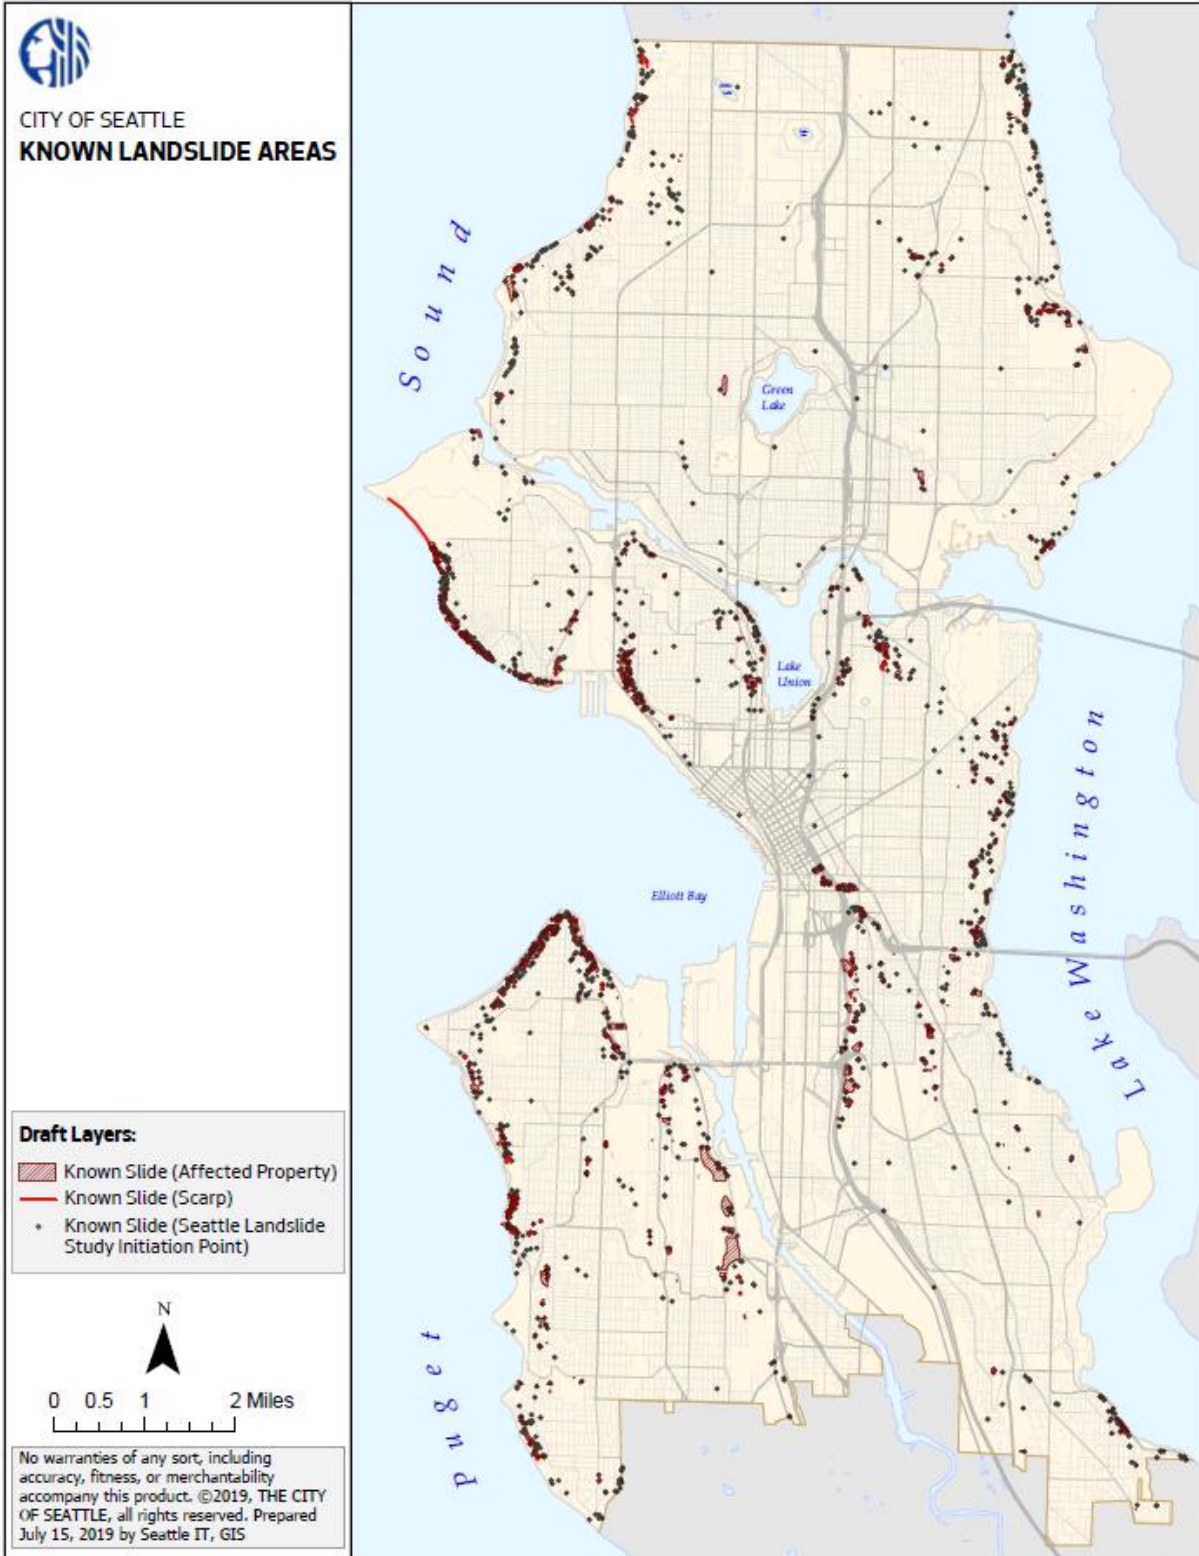 CITY OF SEATTLE
KNOWN LANDSLIDE AREAS
Sound
Green
Lake
Lake
Union
Elliott Bay
Lake Washington
Puget
Draft Layers:
Known Slide (Affected Property)
Known Slide (Scarp)
Known Slide (Seattle Landslide
Study Initiation Point)
N
0 0.5 1 2 Miles
No warranties of any sort, including
accuracy, fitness, or merchantability
accompany this product. ©2019, THE CITY
OF SEATTLE, all rights reserved. Prepared
July 15, 2019 by Seattle IT, GIS